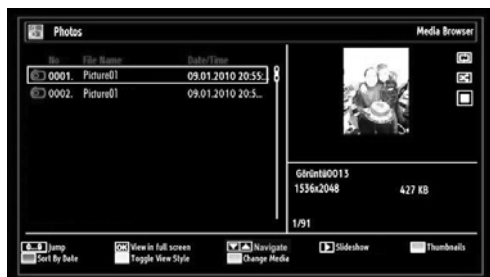 Photos Media Browser
No File Name Date/Time
0001. Picture01 09.01.2010 20:55:..
0002. Picture01 09.01.2010 20:5...
Görüntü0013
1536x2048 427 KB
1/91
0...9 Jump OK View in full screen Navigate Slideshow Thumbnails
Sort By Date Toggle View Style Change Media